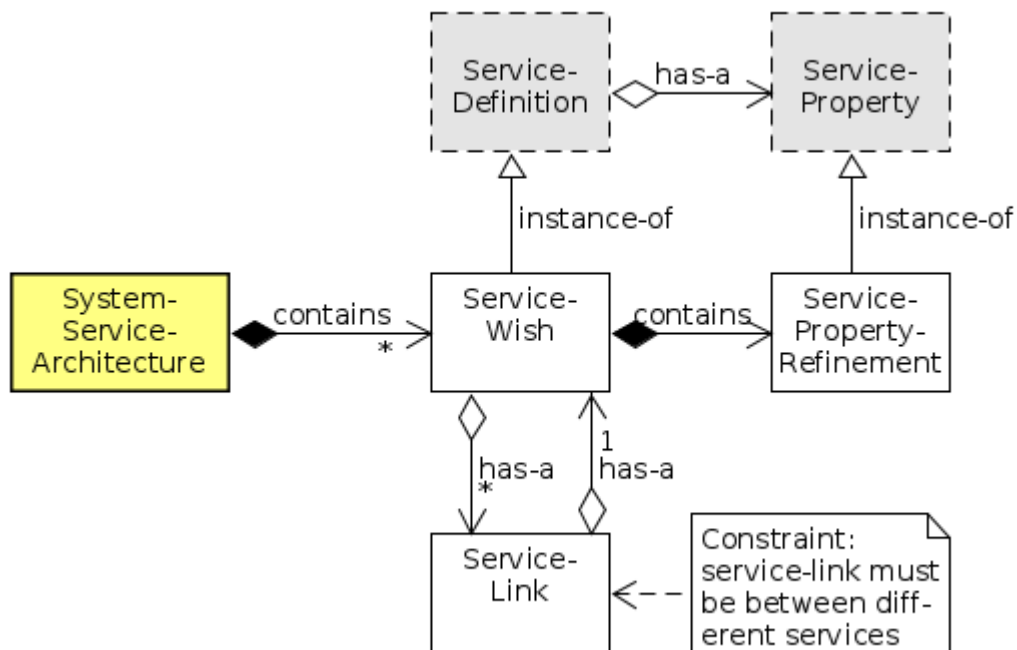 Service-
Definition
has-a
Service-
Property
instance-of
instance-of
System-
Service-
Architecture
contains
*
Service-
Wish
contains
Service-
Property-
Refinement
has-a
*
1
has-a
Service-
Link
Constraint:
service-link must
be between diff-
erent services